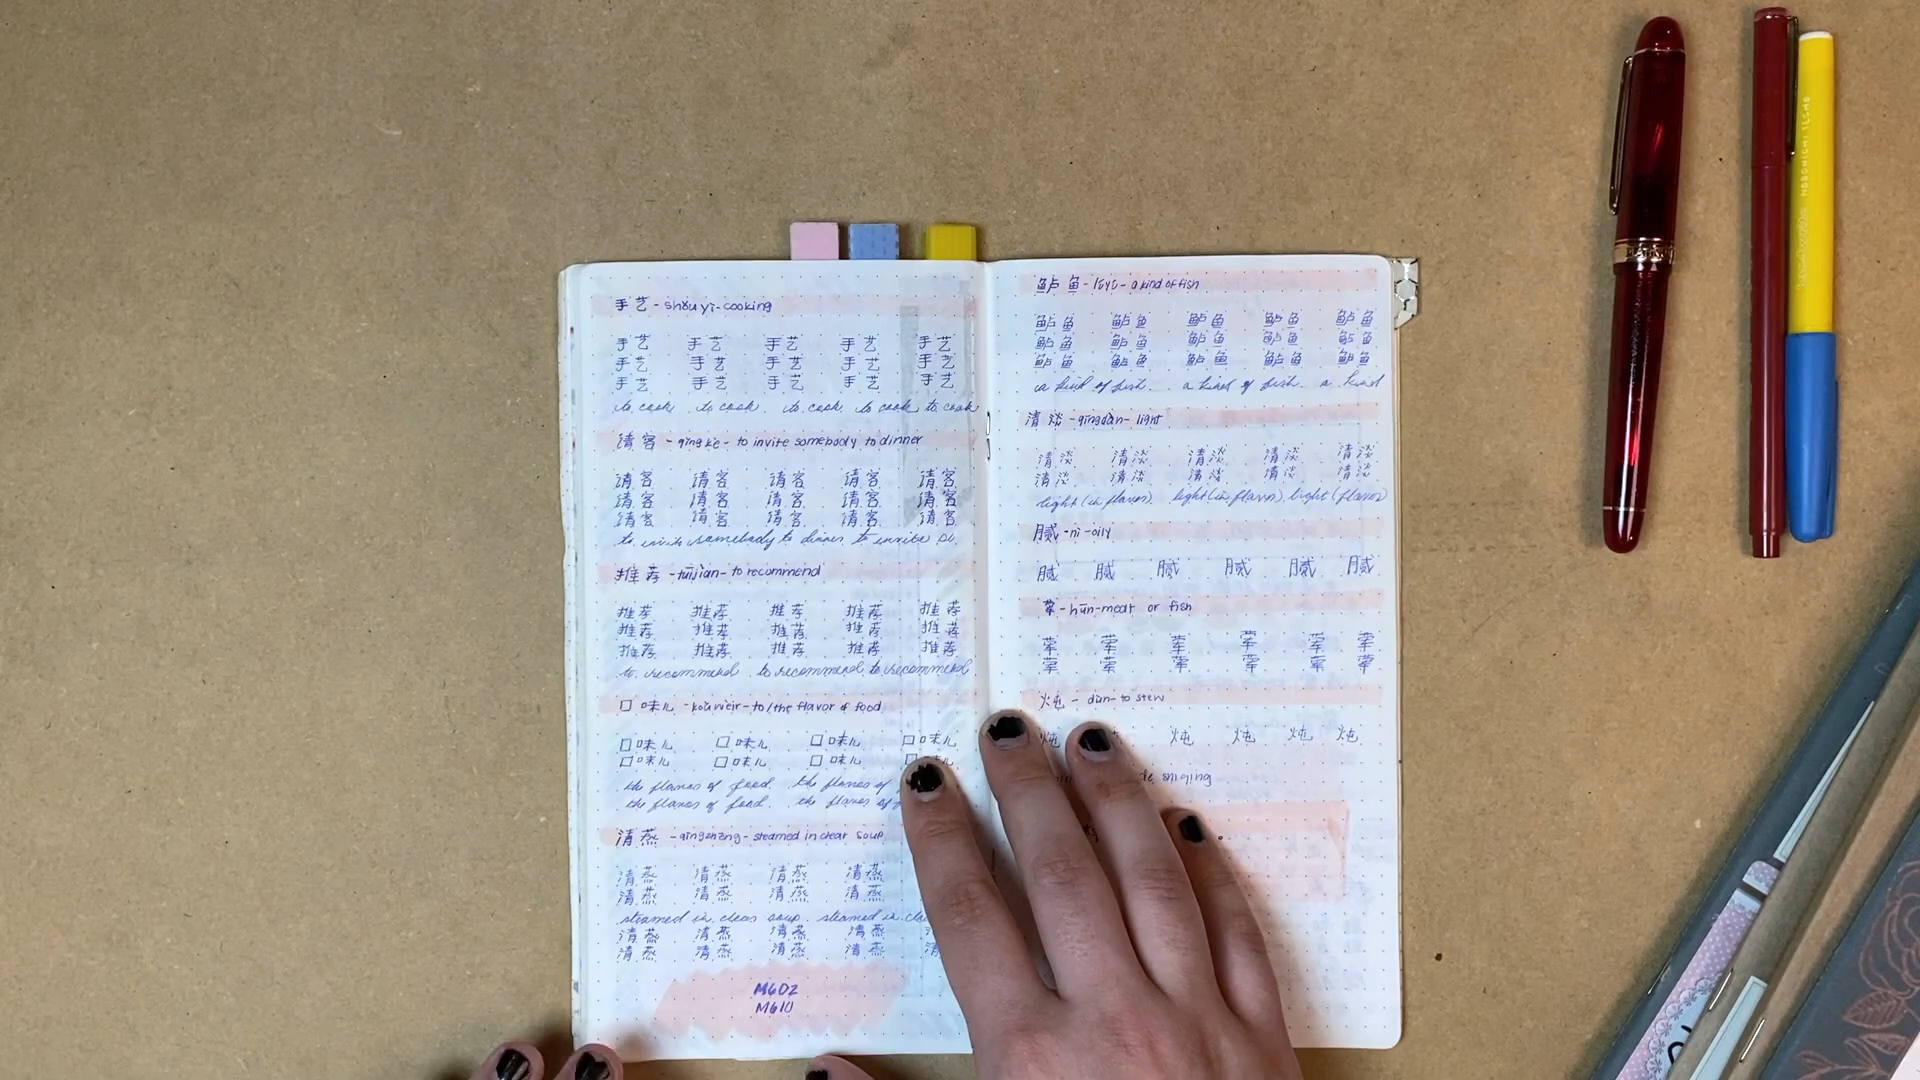 手艺 - shǒuyì - cooking
手艺 手艺 手艺 手艺 手艺
手艺 手艺 手艺 手艺 手艺
手艺 手艺 手艺 手艺 手艺
to cook. to cook. to cook. to cook to cook
请客 - qǐngkè - to invite somebody to dinner
请客 请客 请客 请客 请客
请客 请客 请客 请客 请客
请客 请客 请客 请客 请客
to invite somebody to dinner to invite so
推荐 - tuījiàn - to recommend
推荐 推荐 推荐 推荐 推荐
推荐 推荐 推荐 推荐 推荐
推荐 推荐 推荐 推荐 推荐
to recommend to recommend to recommend
口味儿 - kǒuwèir - to/the flavor of food
口味儿 口味儿 口味儿 口味儿
口味儿 口味儿 口味儿
the flavors of food. the flavors of
the flavors of food. the flavors of
清蒸 - qīngzhēng - steamed in clear soup
清蒸 清蒸 清蒸 清蒸
清蒸 清蒸 清蒸 清蒸
steamed in clear soup. steamed in cle
清蒸 清蒸 清蒸 清蒸
清蒸 清蒸 清蒸 清蒸
M602
M610
鲈鱼 - lúyú - a kind of fish
鲈鱼 鲈鱼 鲈鱼 鲈鱼 鲈鱼
鲈鱼 鲈鱼 鲈鱼 鲈鱼 鲈鱼
鲈鱼 鲈鱼 鲈鱼 鲈鱼 鲈鱼
a kind of fish. a kind of fish. a kind
清淡 - qīngdàn - light
清淡 清淡 清淡 清淡 清淡
清淡 清淡 清淡 清淡 清淡
light (in flavor). light (in flavor) light (flavor)
腻 - nì - oily
腻 腻 腻 腻 腻 腻
荤 - hūn - meat or fish
荤 荤 荤 荤 荤 荤
荤 荤 荤 荤 荤 荤
炖 - dùn - to stew
炖 炖 炖 炖 炖
HOBONICHI TECHO